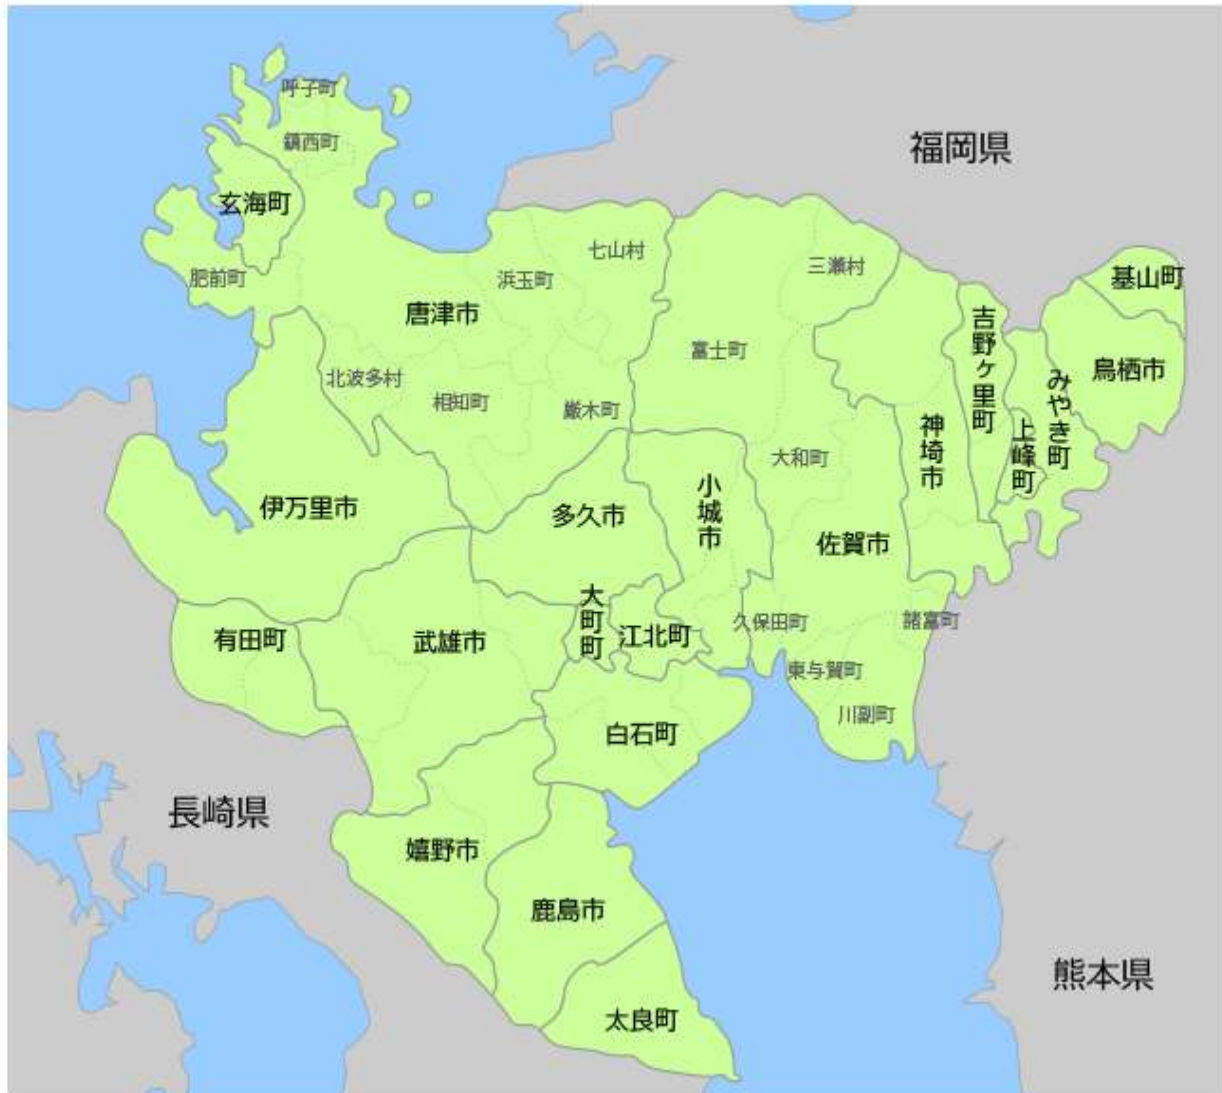 呼子町
鎮西町
福岡県
玄海町
七山村
三瀬村
肥前町
浜玉町
基山町
唐津市
吉野ヶ里町
富士町
鳥栖市
北波多村
相知町
厳木町
みやき町
上峰町
神埼市
大和町
伊万里市
多久市
小城市
佐賀市
大町町
江北町
久保田町
諸富町
有田町
武雄市
東与賀町
川副町
白石町
長崎県
嬉野市
鹿島市
熊本県
太良町